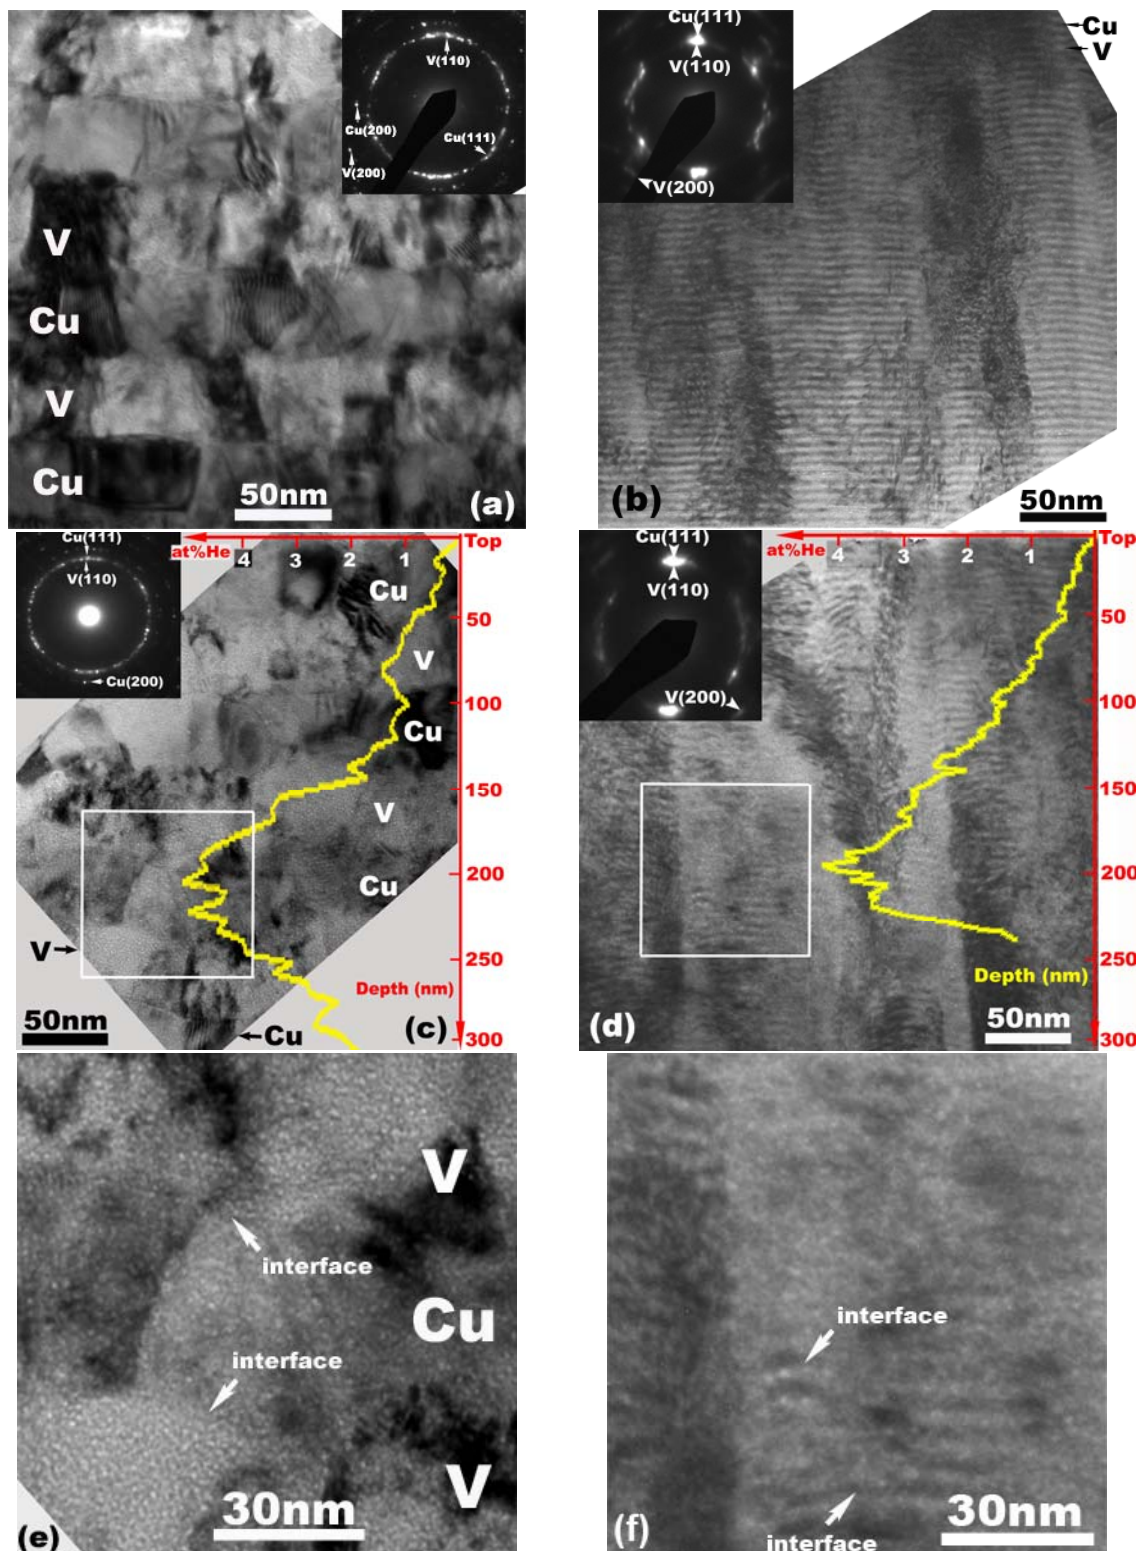 V(110)
Cu(200)
Cu(111)
V(200)
V
Cu
V
Cu
50nm
(a)
Cu(111)
V(110)
V(200)
Cu
V
50nm
(b)
Cu(111)
V(110)
Cu(200)
at%He 4 3 2 1 Top
50
100
150
200
250
300
Cu
V
Cu
V
Cu
V
Cu
Depth (nm)
50nm
(c)
Cu(111)
V(110)
V(200)
at%He 4 3 2 1 Top
50
100
150
200
250
300
Depth (nm)
50nm
(d)
V
interface
Cu
interface
V
30nm
(e)
interface
interface
30nm
(f)